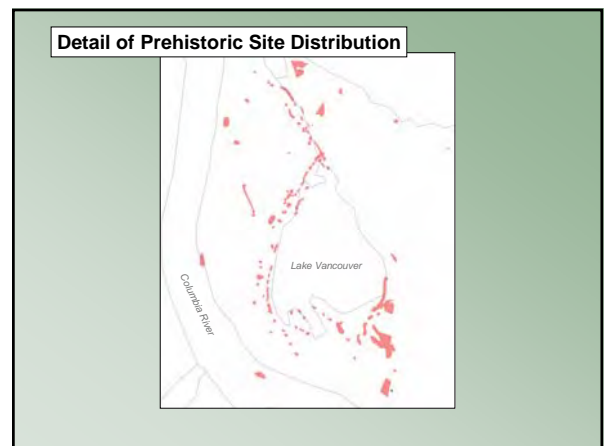 Detail of Prehistoric Site Distribution
Lake Vancouver
Columbia River